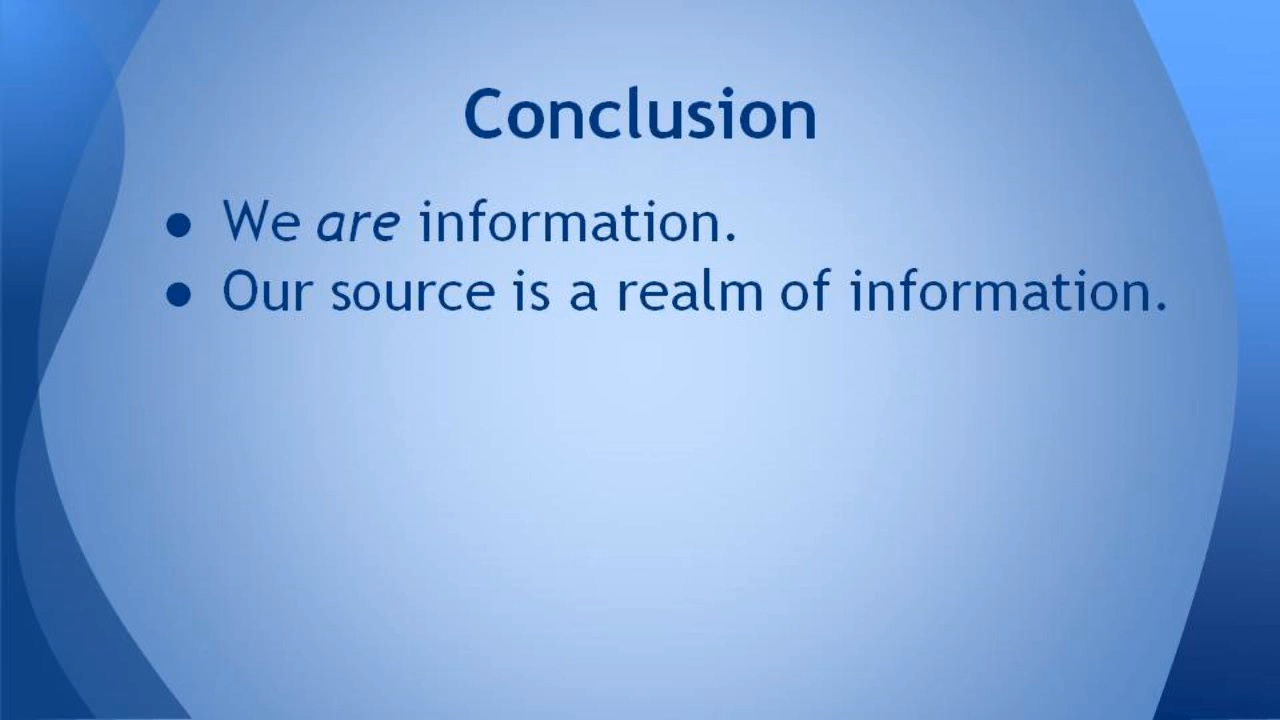 Conclusion
● We are information.
● Our source is a realm of information.